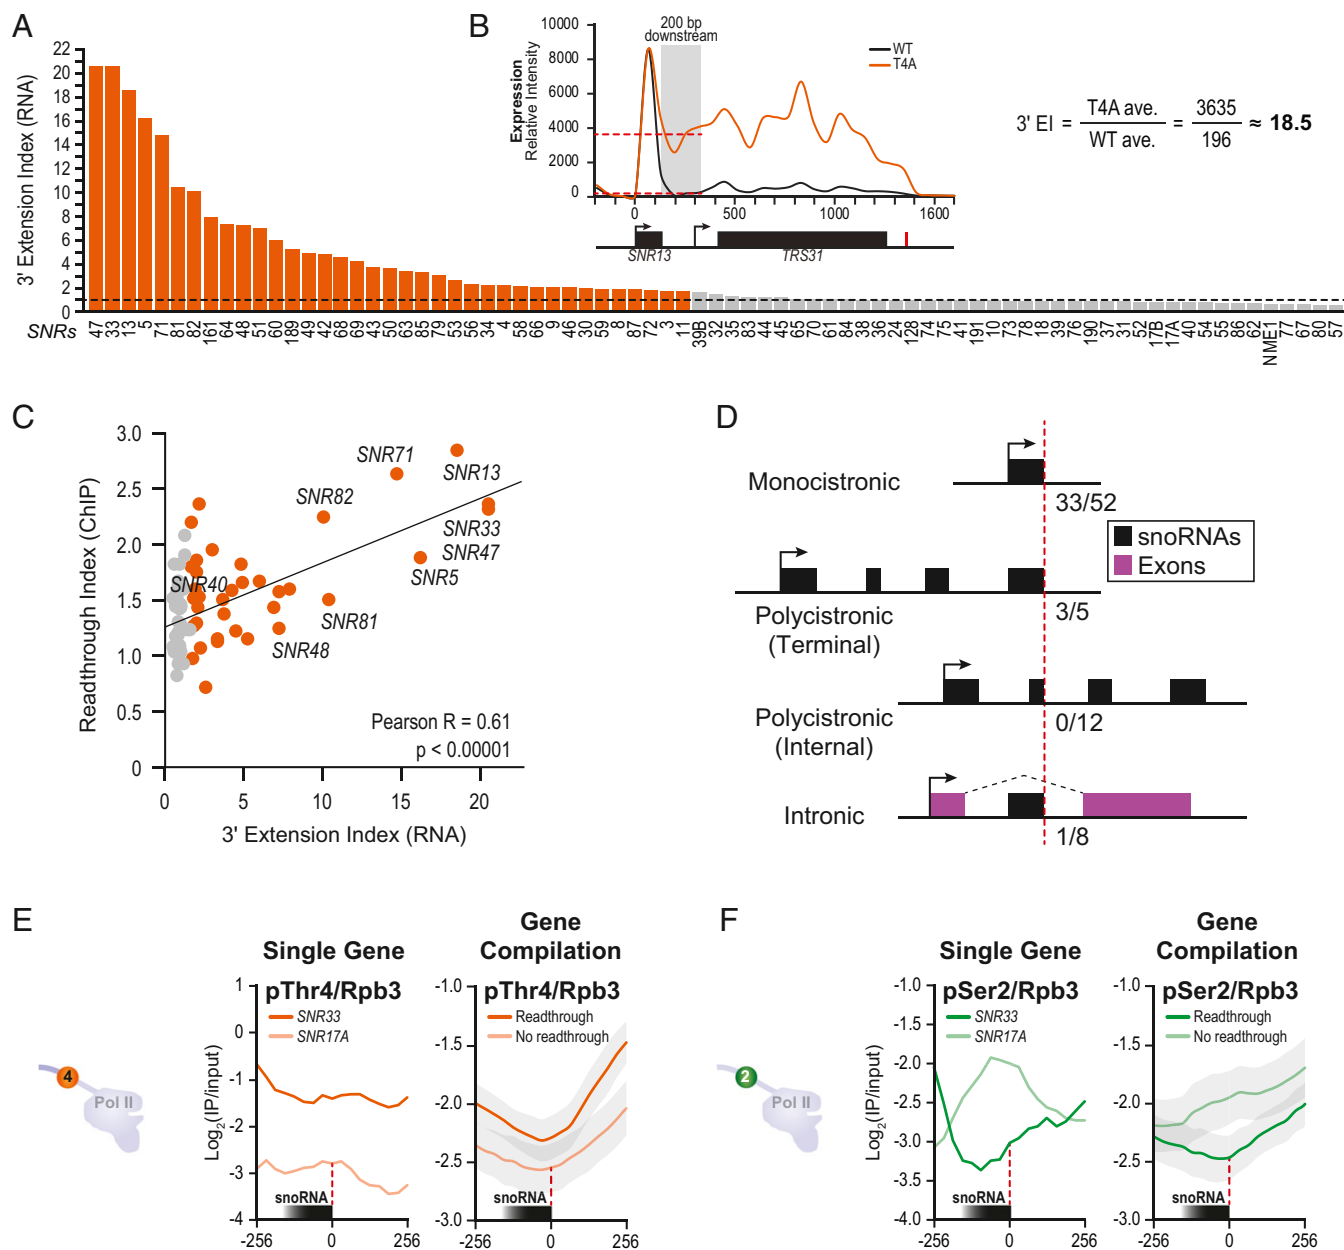 A
3' Extension Index (RNA)
22
20
18
16
14
12
10
8
6
4
2
0
SNRs
47 33 13 5 71 81 82 161 64 48 51 60 189 49 42 68 69 43 50 63 85 79 53 56 34 4 58 66 9 46 30 59 8 87 72 3 11 39B 32 35 83 44 45 65 70 61 84 38 36 24 128 74 75 41 191 10 73 78 18 39 76 190 37 31 52 17B 17A 40 54 55 86 62 NME1 77 67 80 57
B
200 bp
downstream
Expression
Relative Intensity
10000
8000
6000
4000
2000
0
WT
T4A
0 500 1000 1600
SNR13 TRS31
3' EI = T4A ave. / WT ave. = 3635 / 196 ≈ 18.5
C
Readthrough Index (ChIP)
3.0
2.5
2.0
1.5
1.0
0.5
0
SNR71
SNR13
SNR82
SNR33
SNR47
SNR5
SNR40
SNR81
SNR48
Pearson R = 0.61
p < 0.00001
0 5 10 15 20
3' Extension Index (RNA)
D
Monocistronic
33/52
snoRNAs
Exons
Polycistronic
(Terminal)
3/5
Polycistronic
(Internal)
0/12
Intronic
1/8
E
4
Pol II
Single Gene
pThr4/Rpb3
SNR33
SNR17A
Log2(IP/input)
1
0
-1
-2
-3
-4
snoRNA
-256 0 256
Gene
Compilation
pThr4/Rpb3
Readthrough
No readthrough
-1.0
-1.5
-2.0
-2.5
-3.0
snoRNA
-256 0 256
F
2
Pol II
Single Gene
pSer2/Rpb3
SNR33
SNR17A
Log2(IP/input)
-1.0
-1.0
-2.0
-2.5
-3.0
-3.5
-4.0
snoRNA
-256 0 256
Gene
Compilation
pSer2/Rpb3
Readthrough
No readthrough
-1.0
-1.5
-2.0
-2.5
-3.0
snoRNA
-256 0 256